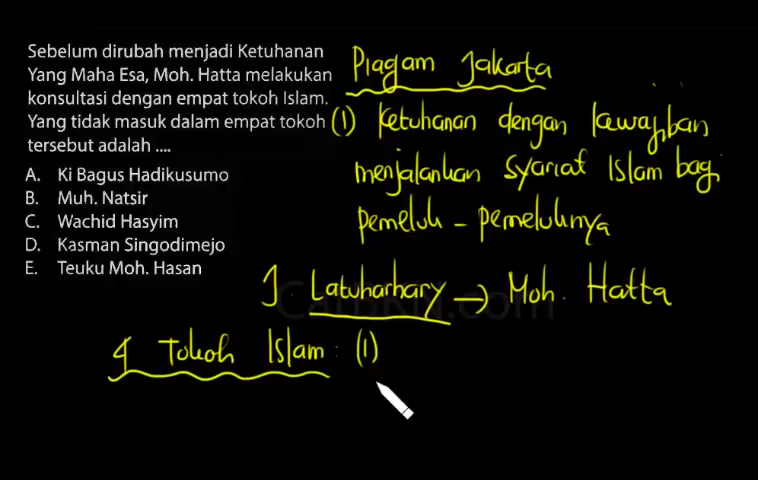 Sebelum dirubah menjadi Ketuhanan
Yang Maha Esa, Moh. Hatta melakukan
konsultasi dengan empat tokoh Islam.
Yang tidak masuk dalam empat tokoh
tersebut adalah ....
A. Ki Bagus Hadikusumo
B. Muh. Natsir
C. Wachid Hasyim
D. Kasman Singodimejo
E. Teuku Moh. Hasan
Piagam Jakarta
(1) Ketuhanan dengan kewajiban
menjalankan syariat Islam bagi
pemeluk - pemeluknya
J. Latuharhary → Moh. Hatta
4 Tokoh Islam : (1)